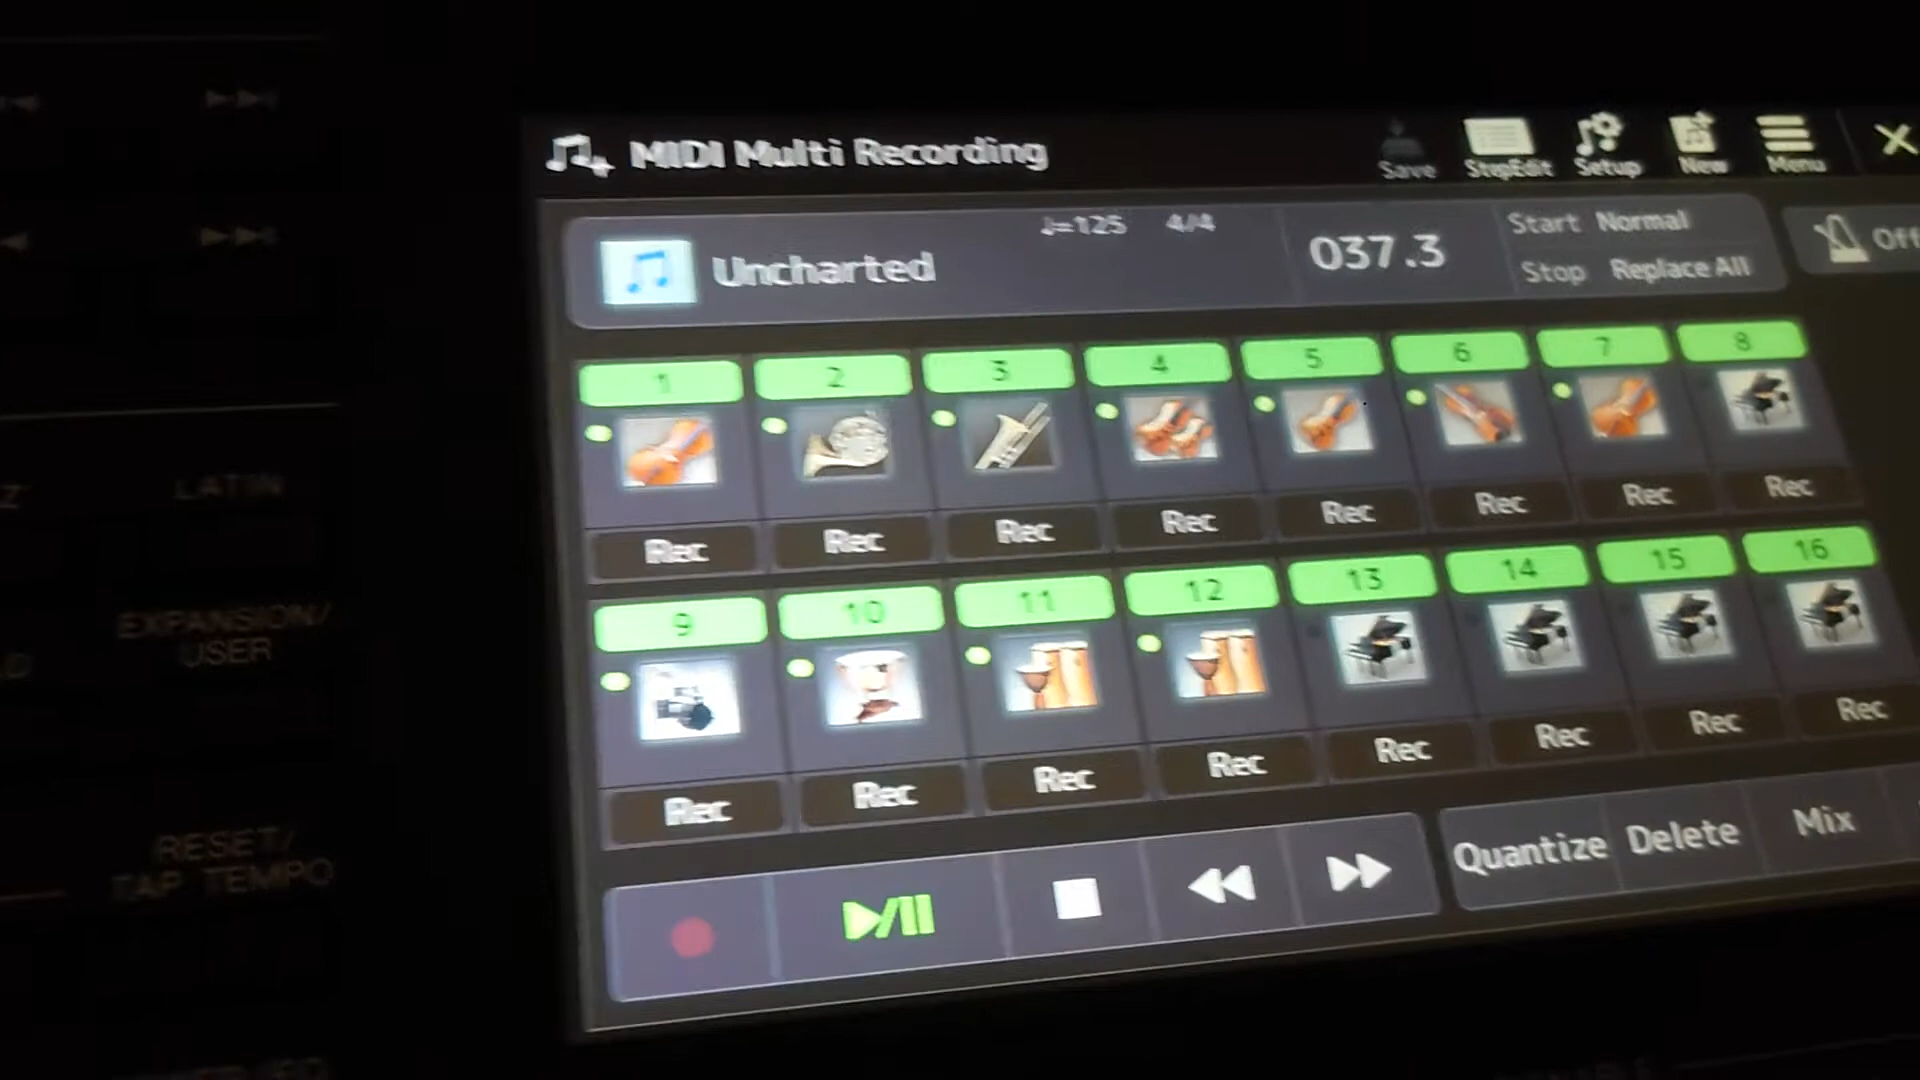 MIDI Multi Recording
Save StepEdit Setup New Menu X
♩=125 4/4
Uncharted
037.3
Start Normal
Stop Replace All
Off
1 2 3 4 5 6 7 8
Rec Rec Rec Rec Rec Rec Rec Rec
9 10 11 12 13 14 15 16
Rec Rec Rec Rec Rec Rec Rec Rec
Quantize Delete Mix
LATIN
EXPANSION/
USER
RESET/
TAP TEMPO